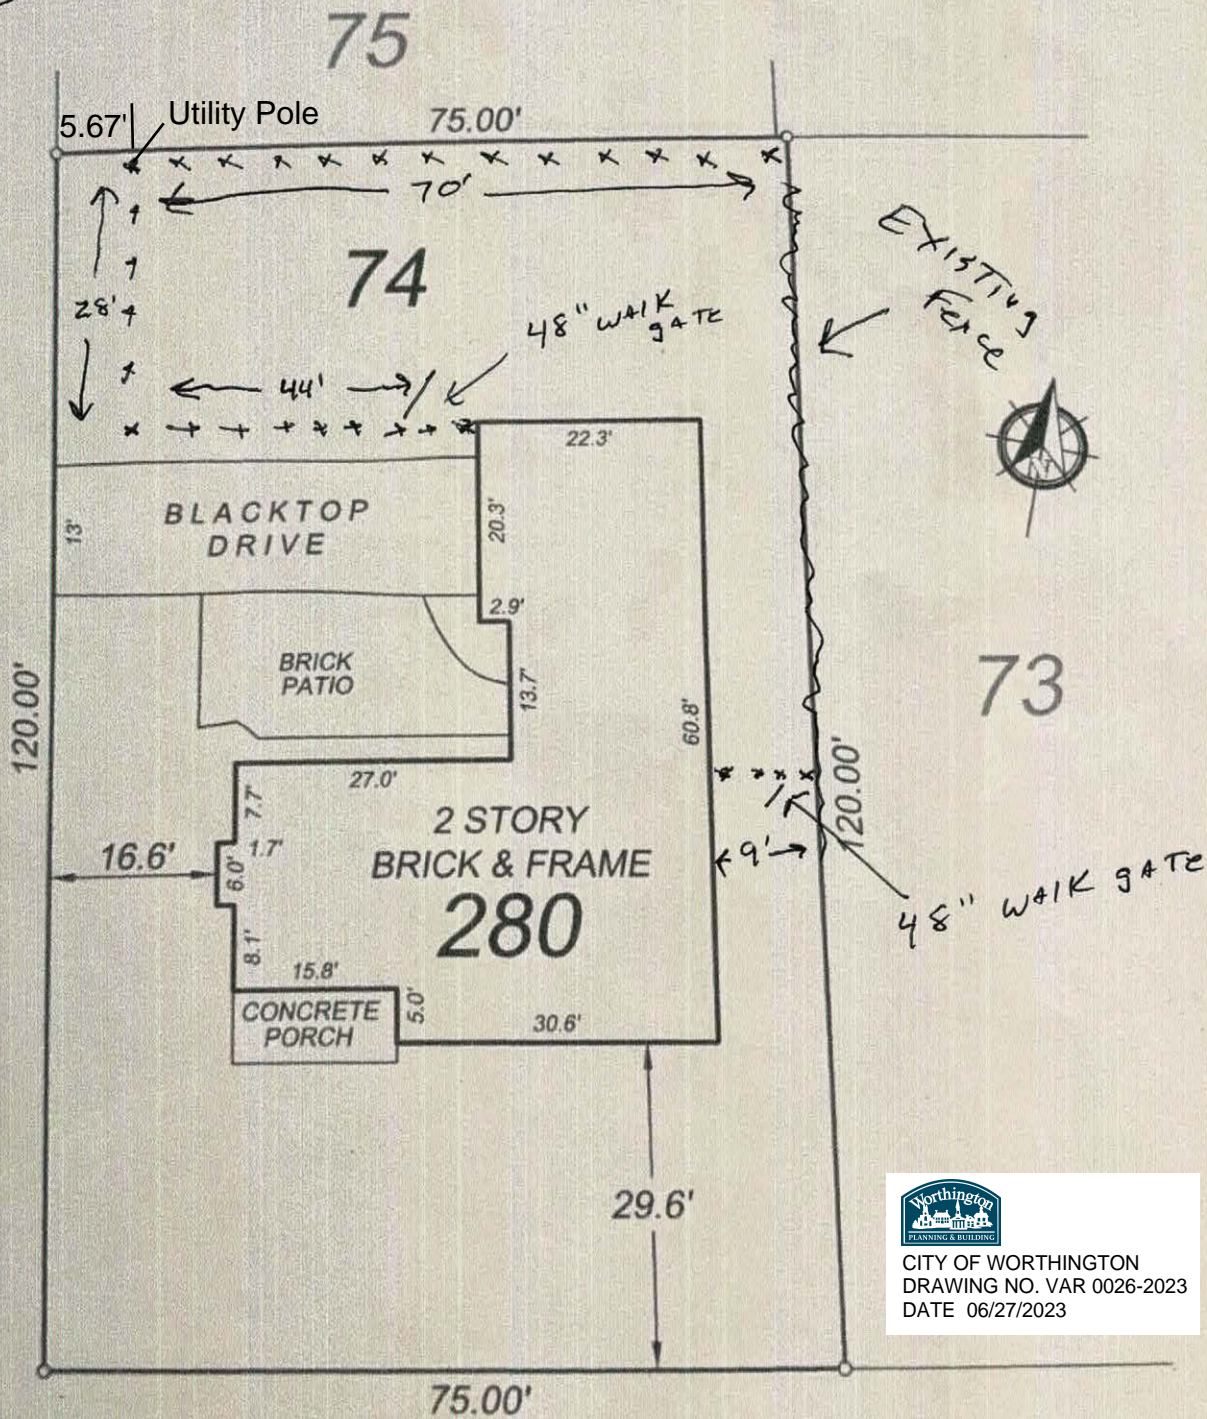 75
5.67'
Utility Pole
75.00'
70'
74
28'
48" WALK
gATE
Existing
Fence
44'
22.3'
BLACKTOP
DRIVE
13'
20.3'
2.9'
BRICK
PATIO
13.7'
73
120.00'
60.8'
27.0'
7.7'
2 STORY
BRICK & FRAME
280
120.00'
16.6'
1.7'
6.0'
9'
48" WALK gATE
8.1'
15.8'
CONCRETE
PORCH
5.0'
30.6'
29.6'
Worthington
PLANNING & BUILDING
CITY OF WORTHINGTON
DRAWING NO. VAR 0026-2023
DATE 06/27/2023
75.00'